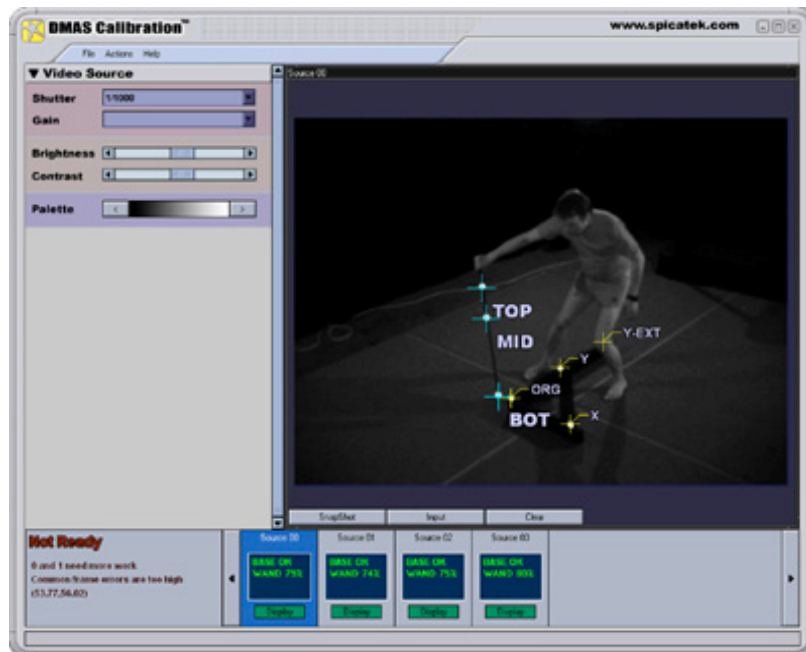 DMAS Calibration™
www.spicatek.com
File Actions Help
▼ Video Source
Source 00
Shutter 1/1000
Gain
Brightness
Contrast
Palette < >
TOP
MID
Y-EXT
Y
ORG
BOT
X
SnapShot Input Clear
Not Ready
0 and 1 need more work
Common frame errors are too high
(53,77,56,02)
Source 00 Source 01 Source 02 Source 03
BASE OK BASE OK BASE OK BASE OK
WAND 75% WAND 74% WAND 75% WAND 80%
Display Display Display Display